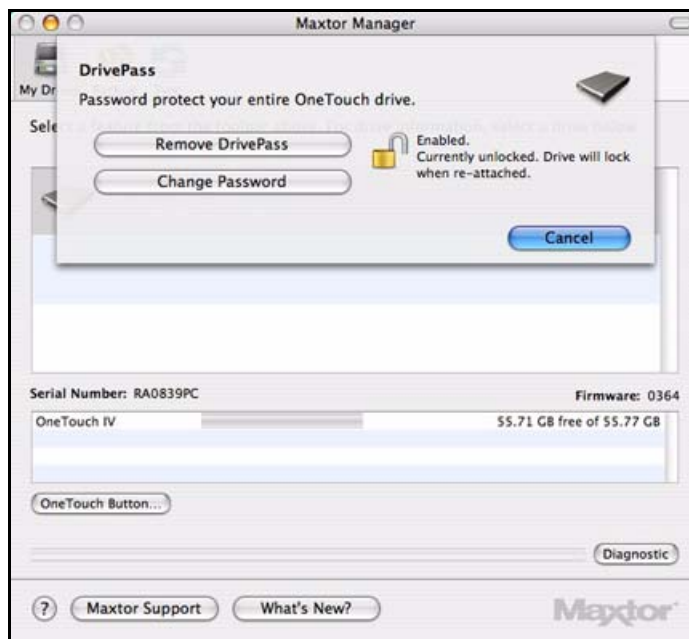 Maxtor Manager
My Dr
DrivePass
Password protect your entire OneTouch drive.
Sele
Remove DrivePass
Enabled.
Currently unlocked. Drive will lock
when re-attached.
Change Password
Cancel
Serial Number: RA0839PC
Firmware: 0364
OneTouch IV
55.71 GB free of 55.77 GB
OneTouch Button...
Diagnostic
?
Maxtor Support
What's New?
Maxtor